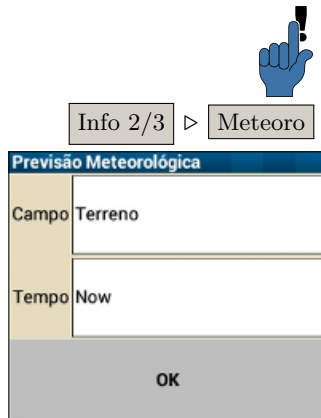 Info 2/3 ▷ Meteoro
Previsão Meteorológica
Campo Terreno
Tempo Now
OK